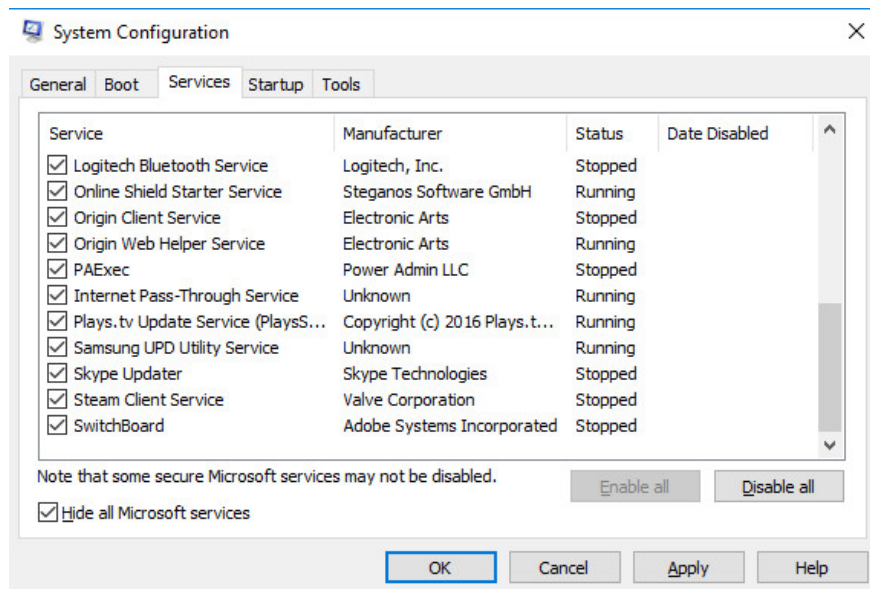 System Configuration
General Boot Services Startup Tools
Service Manufacturer Status Date Disabled
Logitech Bluetooth Service Logitech, Inc. Stopped
Online Shield Starter Service Steganos Software GmbH Running
Origin Client Service Electronic Arts Stopped
Origin Web Helper Service Electronic Arts Running
PAExec Power Admin LLC Stopped
Internet Pass-Through Service Unknown Running
Plays.tv Update Service (PlaysS... Copyright (c) 2016 Plays.t... Running
Samsung UPD Utility Service Unknown Running
Skype Updater Skype Technologies Stopped
Steam Client Service Valve Corporation Stopped
SwitchBoard Adobe Systems Incorporated Stopped
Note that some secure Microsoft services may not be disabled.
Enable all Disable all
Hide all Microsoft services
OK Cancel Apply Help